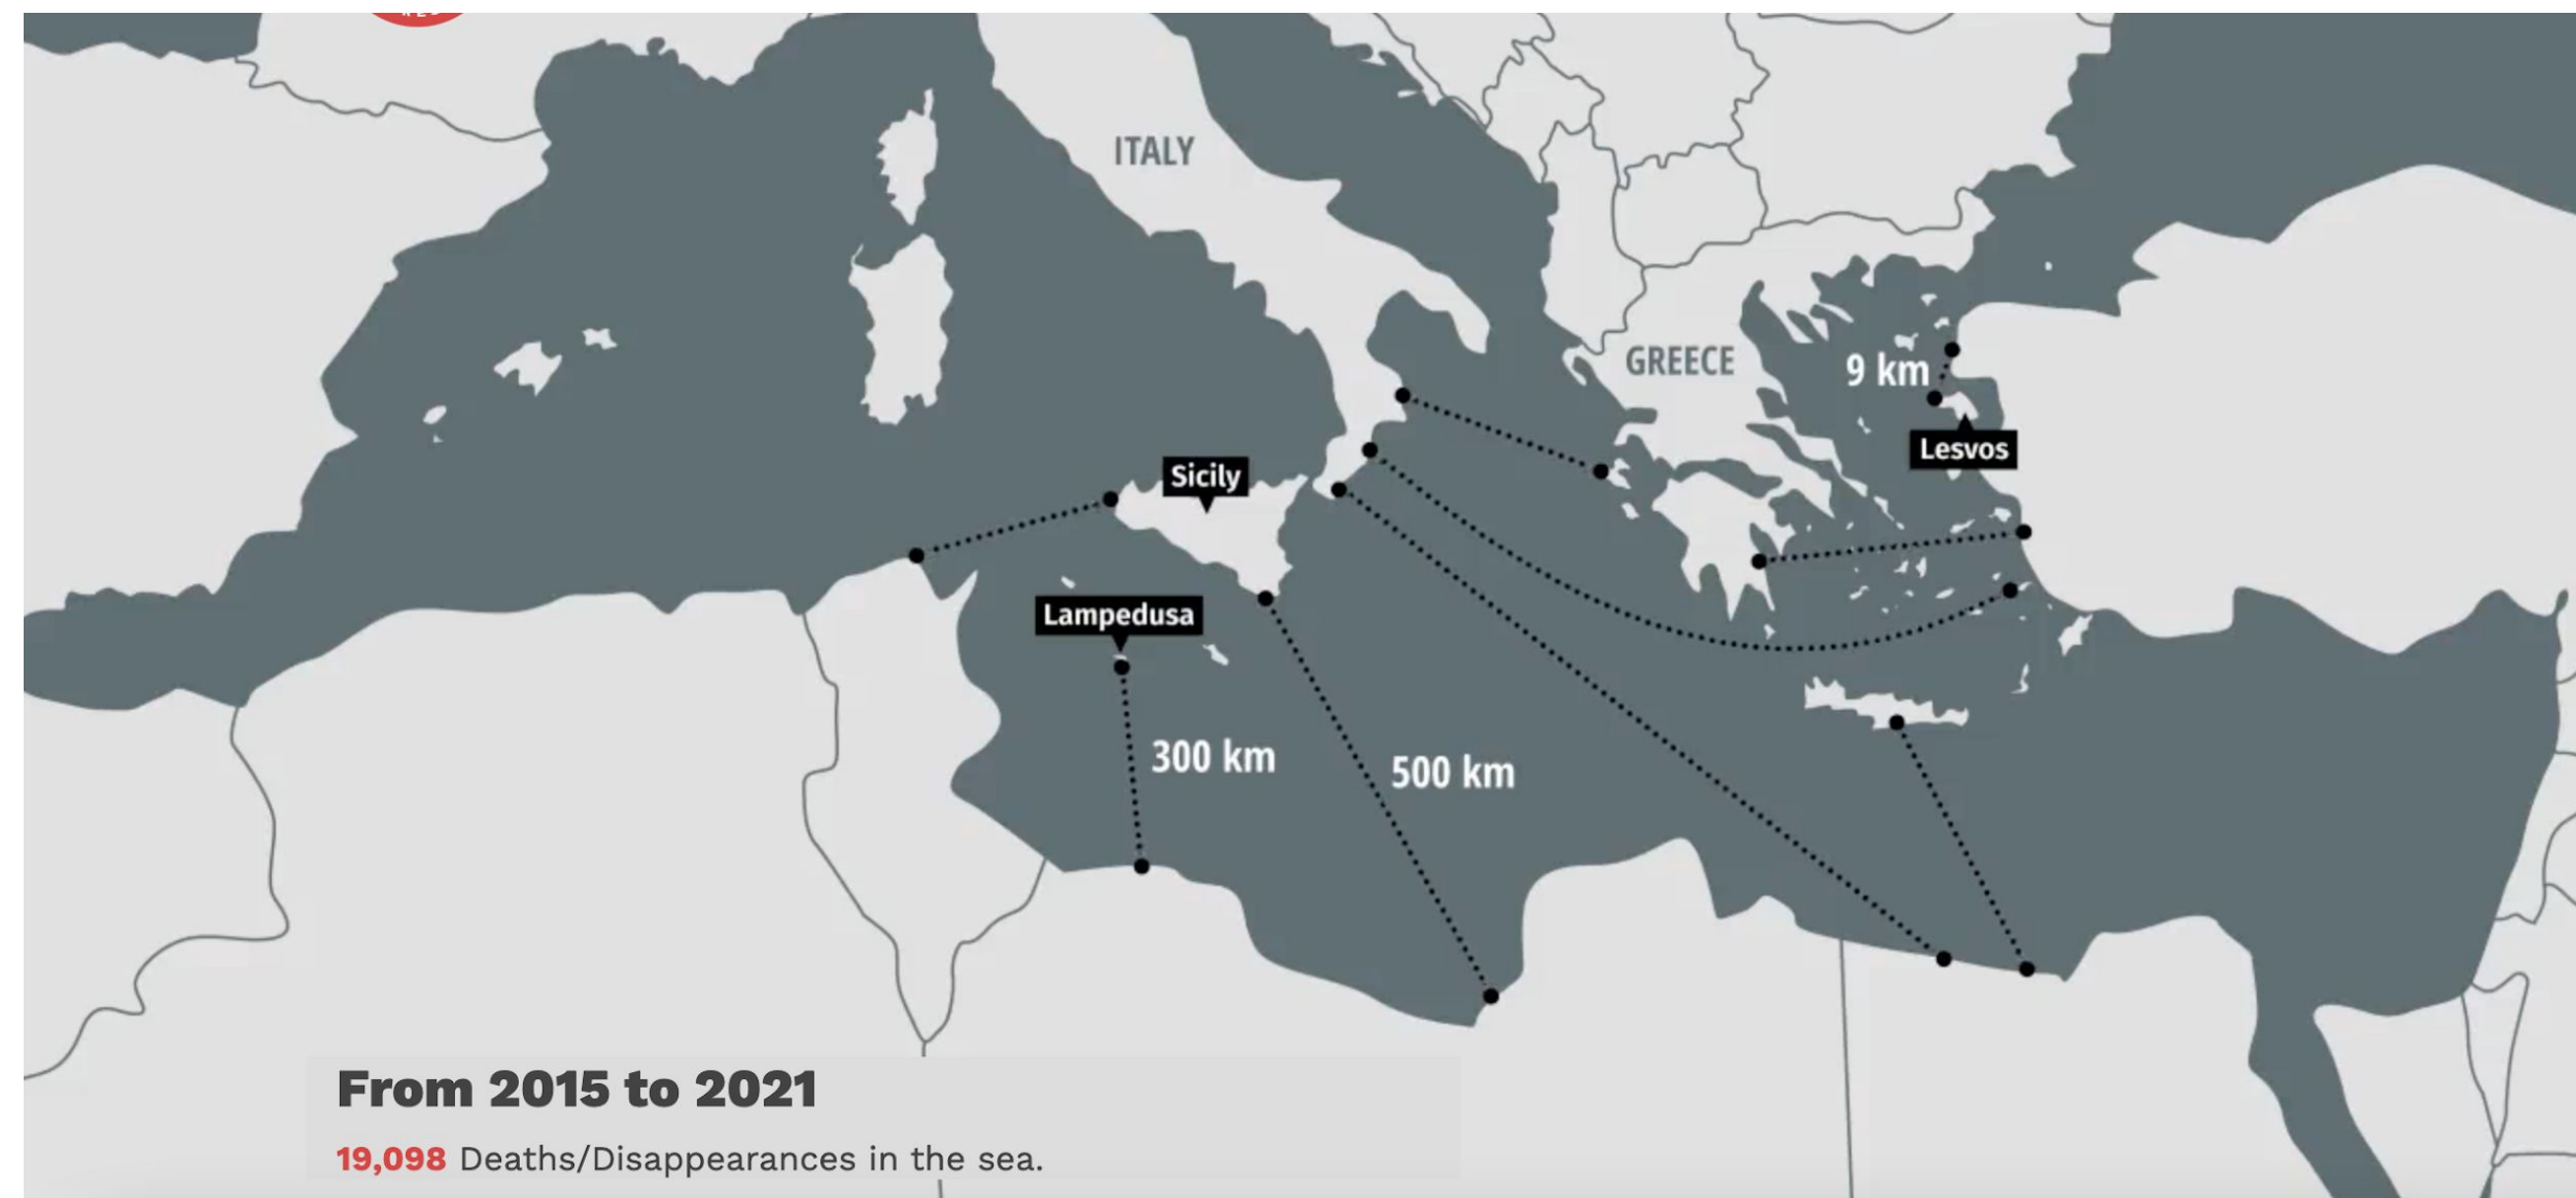 ITALY
GREECE
9 km
Lesvos
Sicily
Lampedusa
300 km
500 km
From 2015 to 2021
19,098 Deaths/Disappearances in the sea.